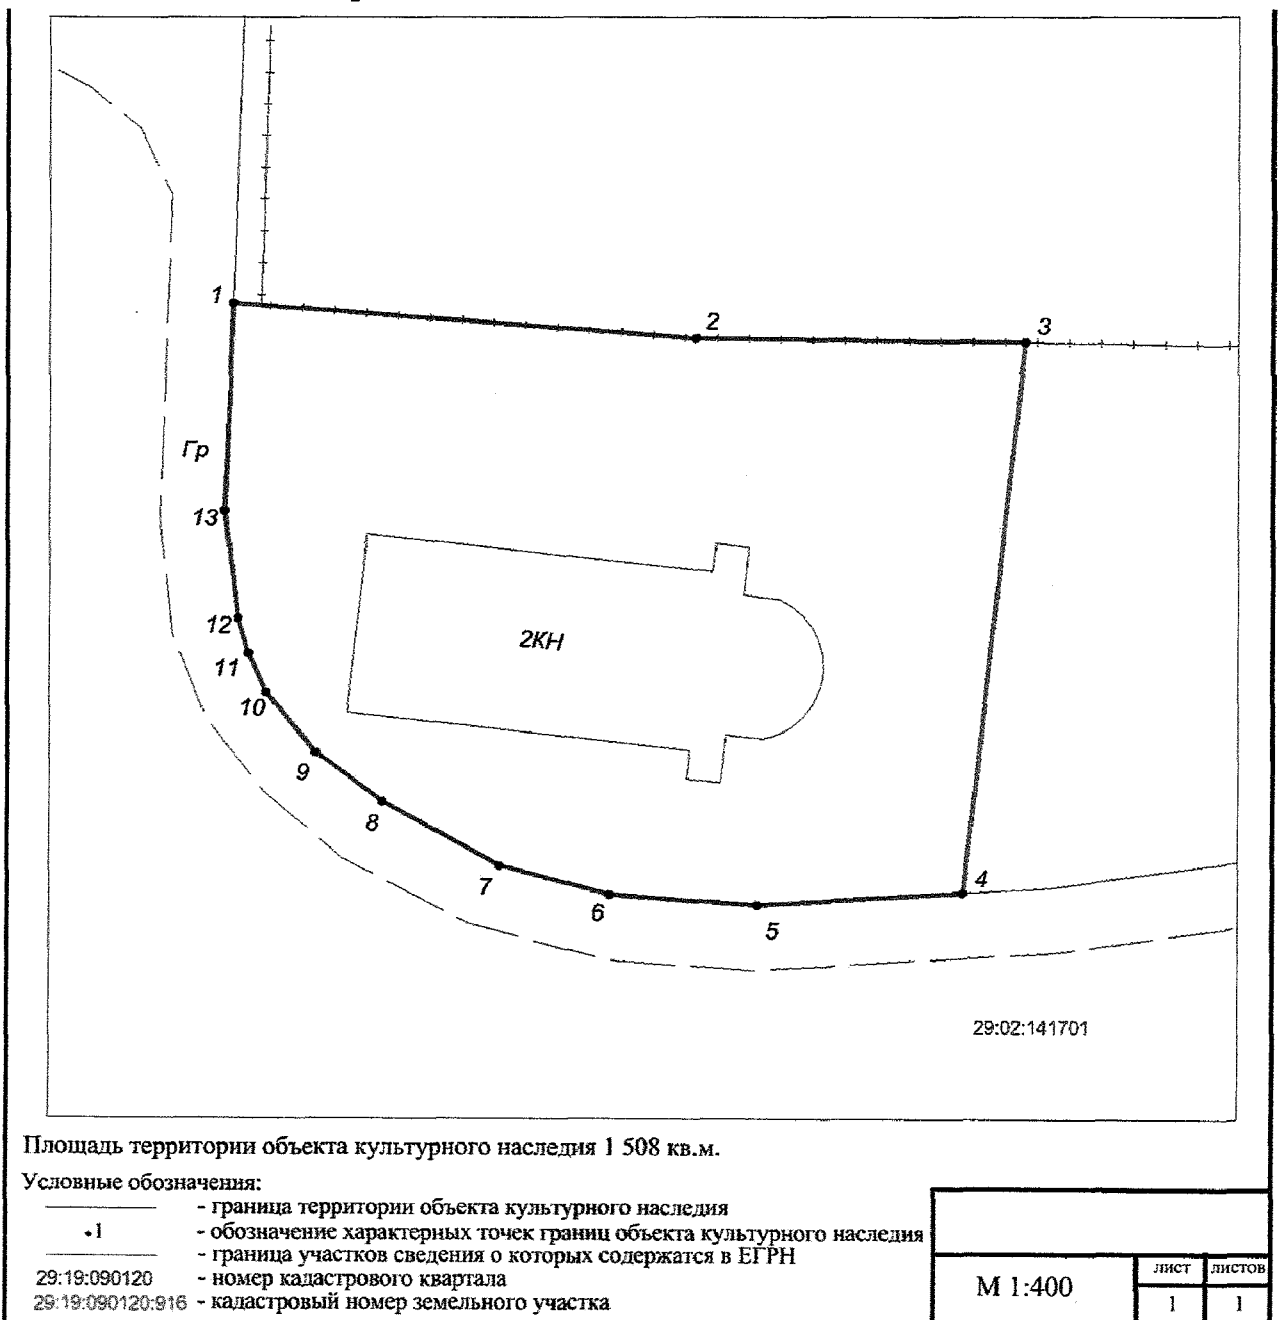 1
2
3
Гр
13
12
2КН
11
10
9
8
7
4
6
5
29:02:141701
Площадь территории объекта культурного наследия 1 508 кв.м.
Условные обозначения:
- граница территории объекта культурного наследия
.1 - обозначение характерных точек границ объекта культурного наследия
- граница участков сведения о которых содержатся в ЕГРН
29:19:090120 - номер кадастрового квартала
29:19:090120:916 - кадастровый номер земельного участка
М 1:400
лист листов
1 1